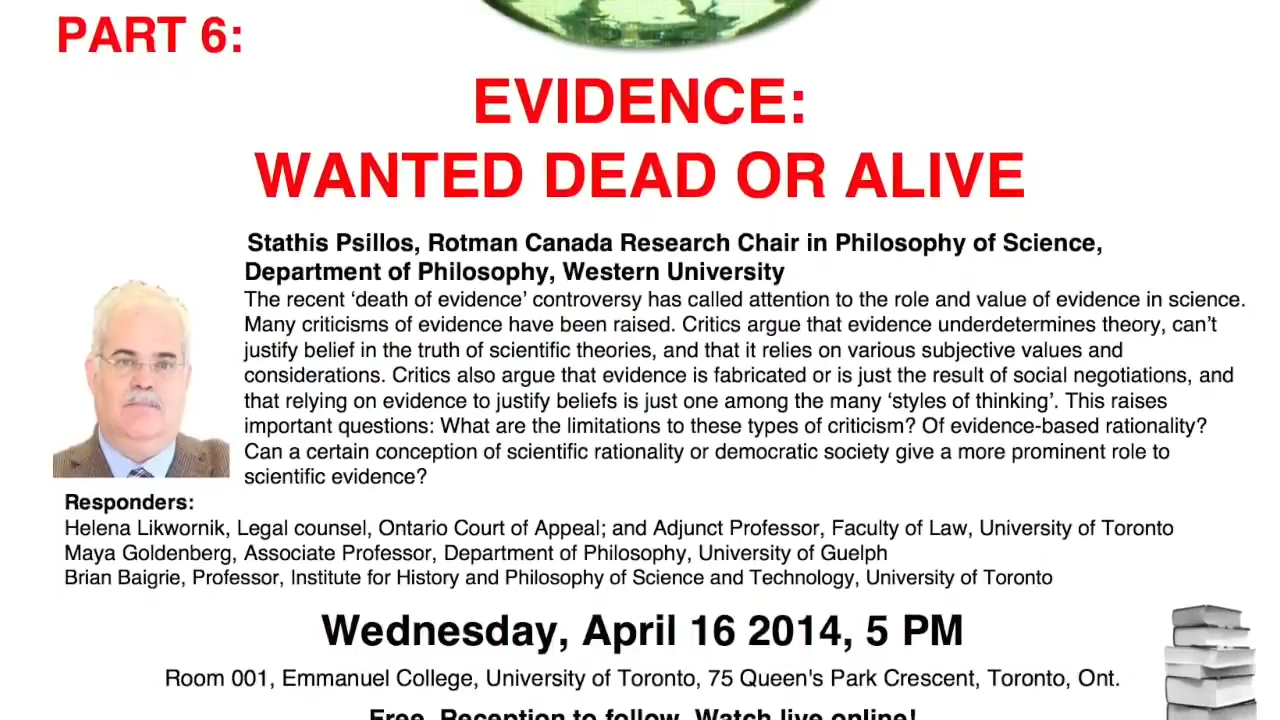 PART 6:
EVIDENCE:
WANTED DEAD OR ALIVE
Stathis Psillos, Rotman Canada Research Chair in Philosophy of Science,
Department of Philosophy, Western University
The recent ‘death of evidence’ controversy has called attention to the role and value of evidence in science.
Many criticisms of evidence have been raised. Critics argue that evidence underdetermines theory, can’t
justify belief in the truth of scientific theories, and that it relies on various subjective values and
considerations. Critics also argue that evidence is fabricated or is just the result of social negotiations, and
that relying on evidence to justify beliefs is just one among the many ‘styles of thinking’. This raises
important questions: What are the limitations to these types of criticism? Of evidence-based rationality?
Can a certain conception of scientific rationality or democratic society give a more prominent role to
scientific evidence?
Responders:
Helena Likwornik, Legal counsel, Ontario Court of Appeal; and Adjunct Professor, Faculty of Law, University of Toronto
Maya Goldenberg, Associate Professor, Department of Philosophy, University of Guelph
Brian Baigrie, Professor, Institute for History and Philosophy of Science and Technology, University of Toronto
Wednesday, April 16 2014, 5 PM
Room 001, Emmanuel College, University of Toronto, 75 Queen's Park Crescent, Toronto, Ont.
Free. Reception to follow. Watch live online!